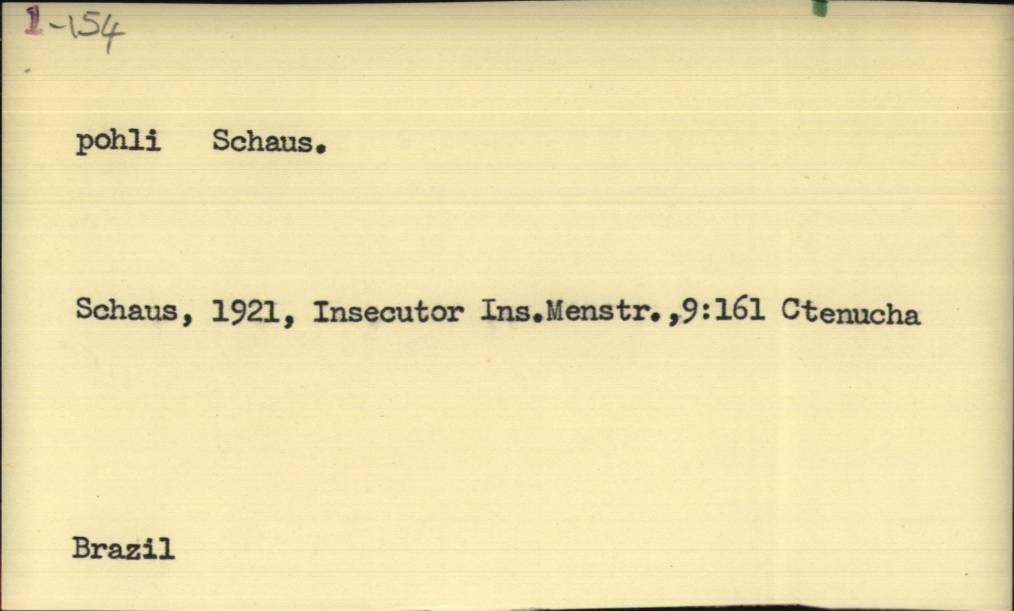 1-154
pohli Schaus.
Schaus, 1921, Insecutor Ins.Menstr.,9:161 Ctenucha
Brazil